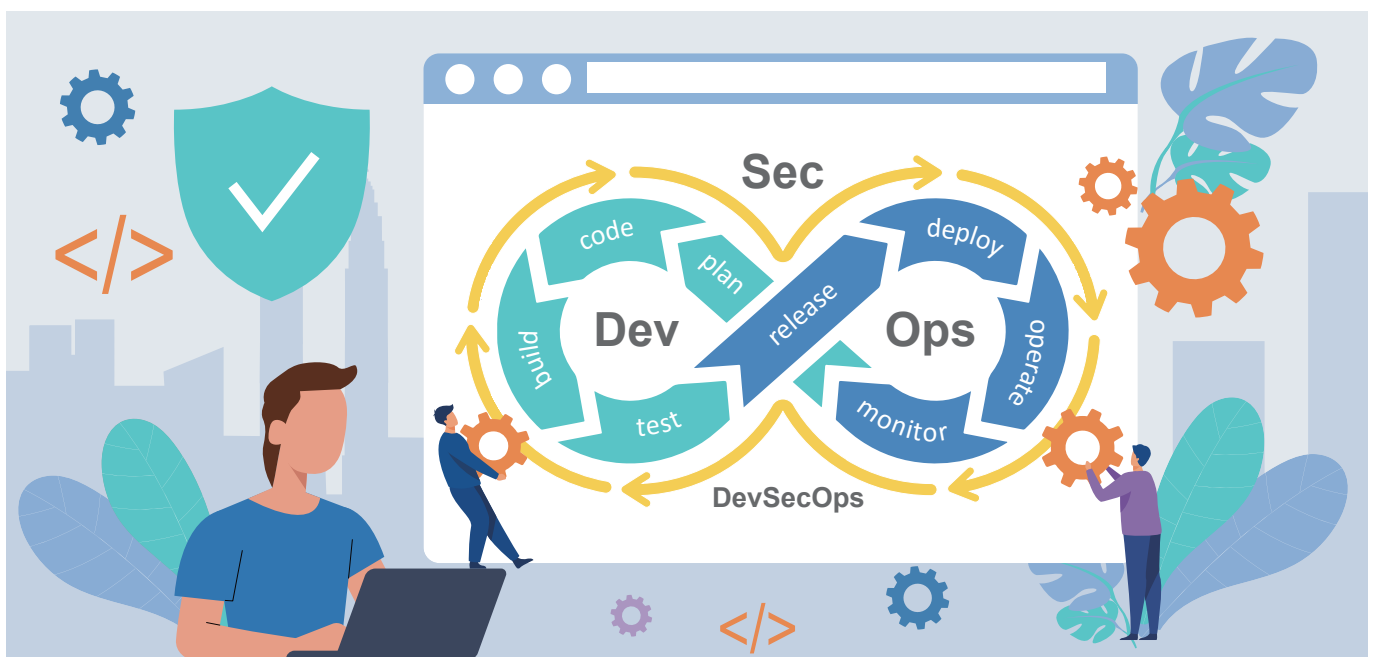 Sec
code
plan
deploy
release
Dev
Ops
build
operate
test
monitor
DevSecOps
</>
</>